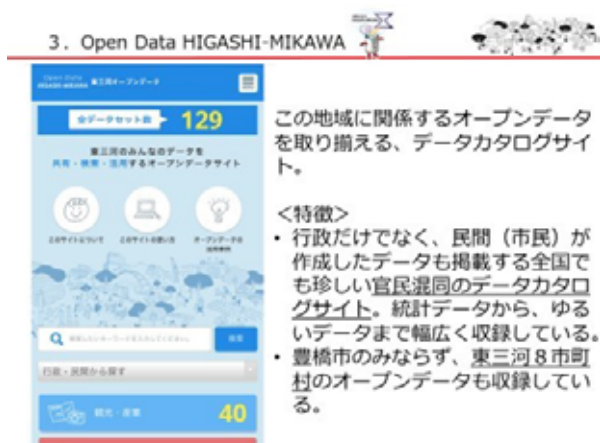 3．Open Data HIGASHI-MIKAWA
Open Data
HIGASHI-MIKAWA 東三河オープンデータ
全データセット数 129
東三河のみんなのデータを
共有・検索・活用するオープンデータサイト
このサイトについて
このサイトの使い方
オープンデータの
活用事例
検索
行政・民間から探す
観光・産業 40
この地域に関係するオープンデータ
を取り揃える、データカタログサイ
ト。
＜特徴＞
• 行政だけでなく、民間（市民）が
作成したデータも掲載する全国で
も珍しい官民混同のデータカタロ
グサイト。統計データから、ゆる
いデータまで幅広く収録している。
• 豊橋市のみならず、東三河８市町
村のオープンデータも収録してい
る。